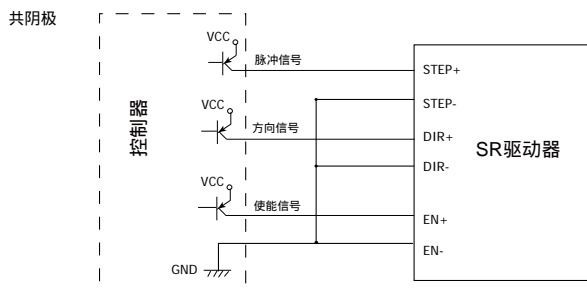 共阴极
VCC
脉冲信号
STEP+
STEP-
VCC
方向信号
DIR+
控制器
SR驱动器
DIR-
VCC
使能信号
EN+
EN-
GND